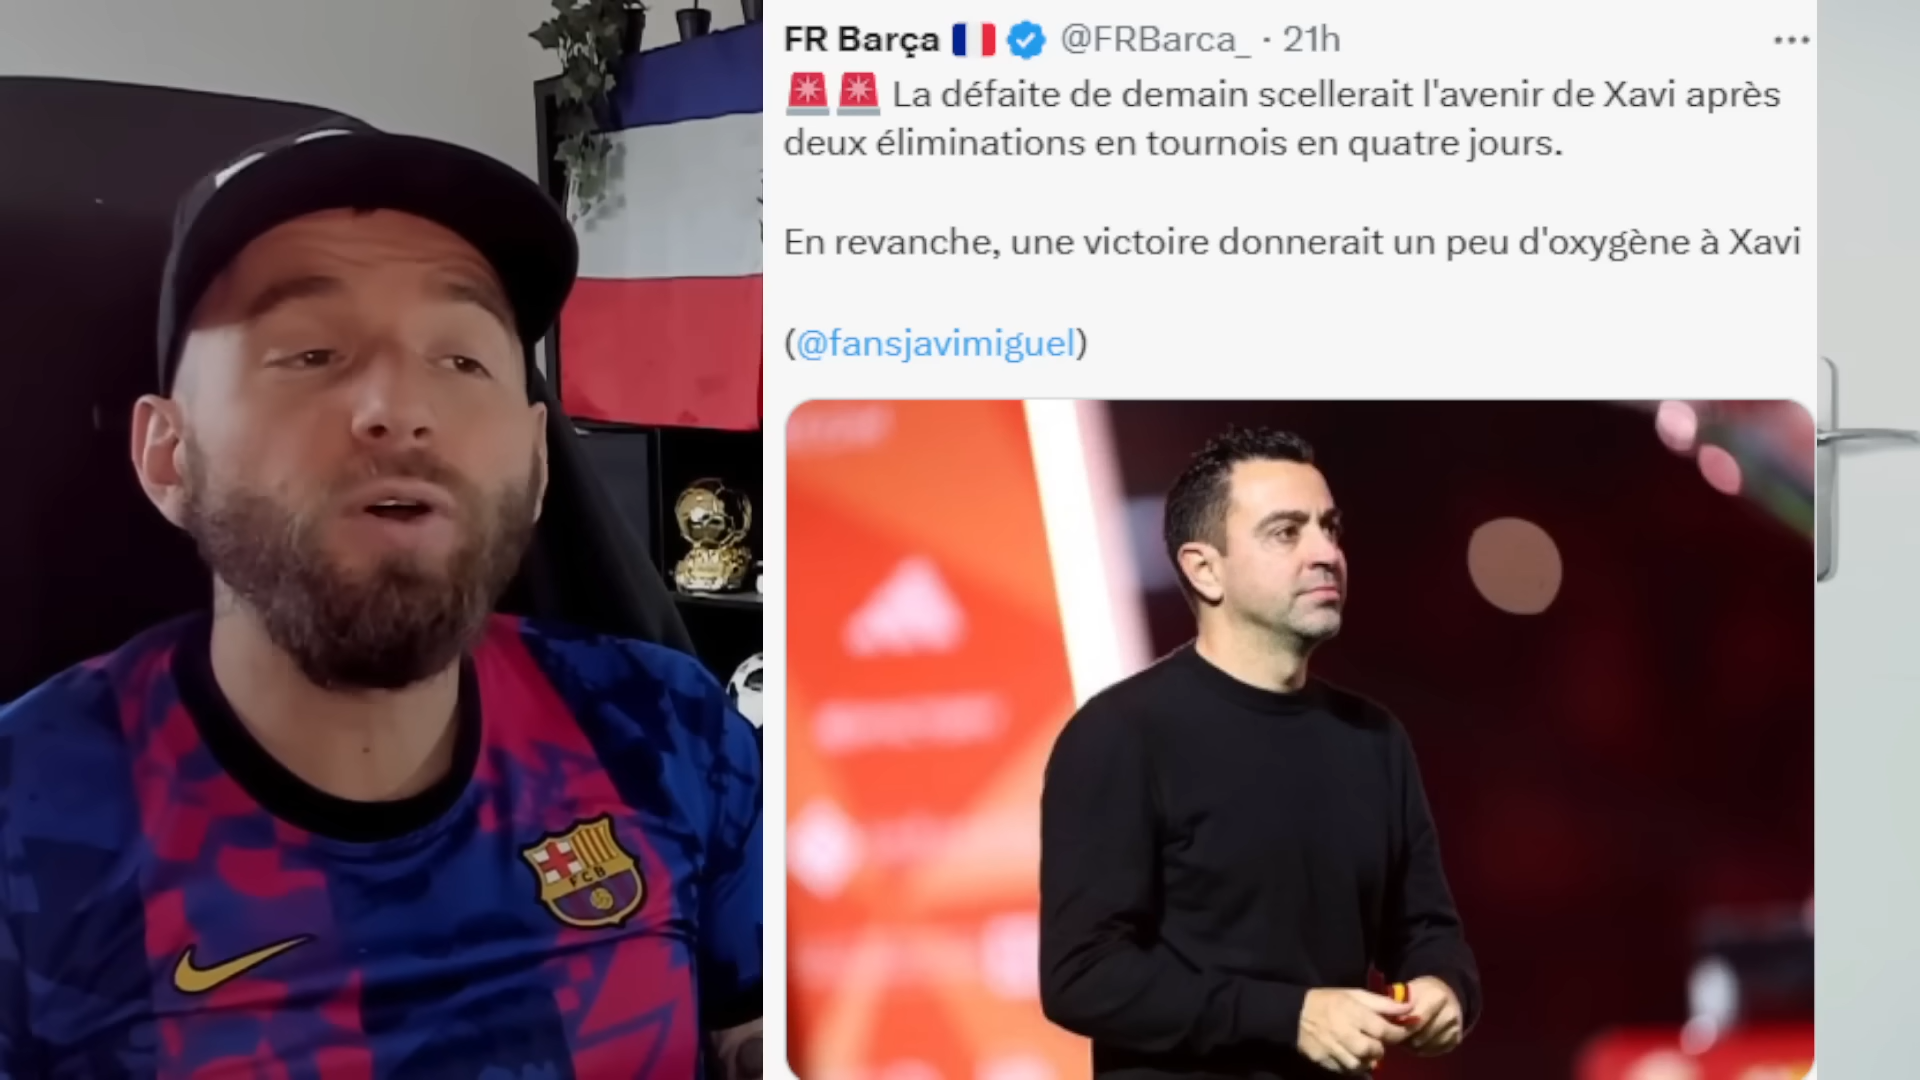 FR Barça @FRBarca_ · 21h
La défaite de demain scellerait l'avenir de Xavi après
deux éliminations en tournois en quatre jours.
En revanche, une victoire donnerait un peu d'oxygène à Xavi
(@fansjavimiguel)
FCB